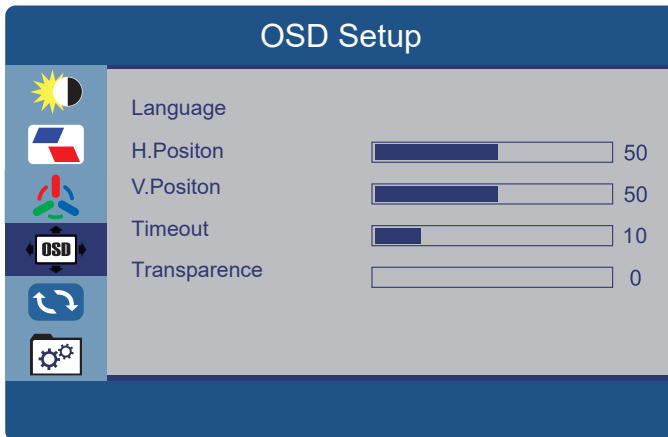 OSD Setup
Language
H.Positon 50
V.Positon 50
Timeout 10
Transparence 0
OSD